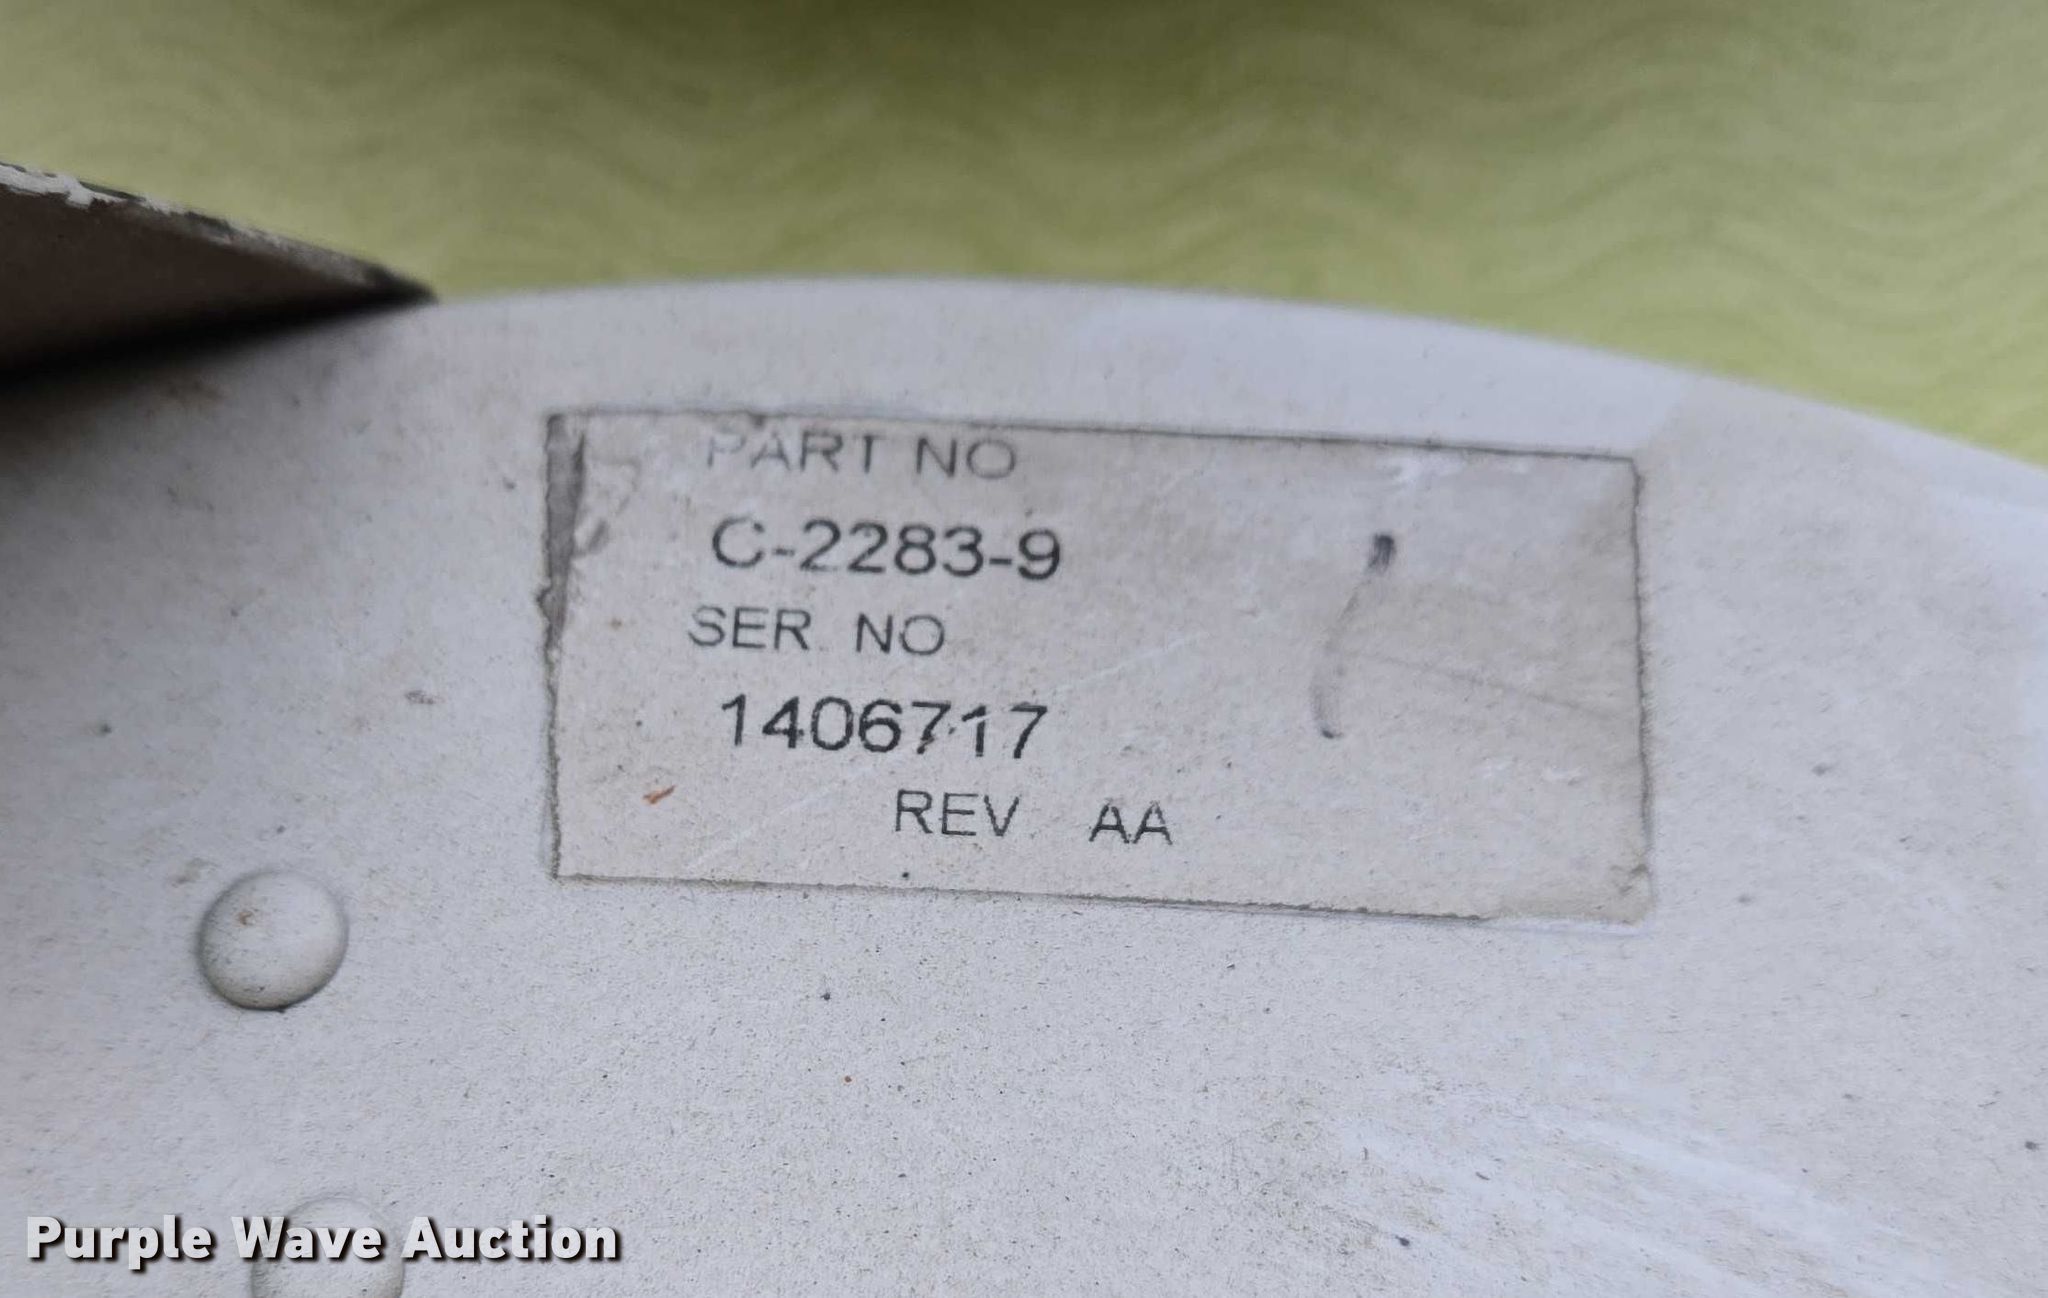 PART NO
C-2283-9
SER. NO
1406717
REV AA
Purple Wave Auction